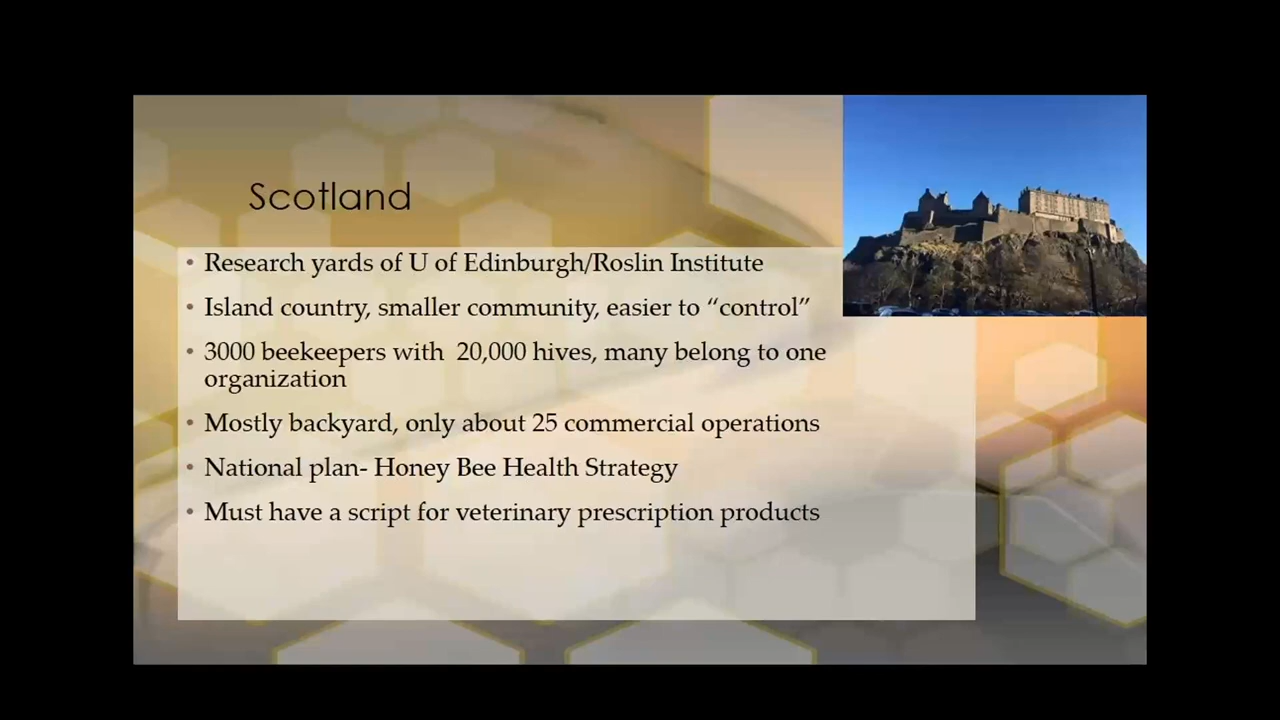 Scotland
• Research yards of U of Edinburgh/Roslin Institute
• Island country, smaller community, easier to “control”
• 3000 beekeepers with  20,000 hives, many belong to one
organization
• Mostly backyard, only about 25 commercial operations
• National plan- Honey Bee Health Strategy
• Must have a script for veterinary prescription products